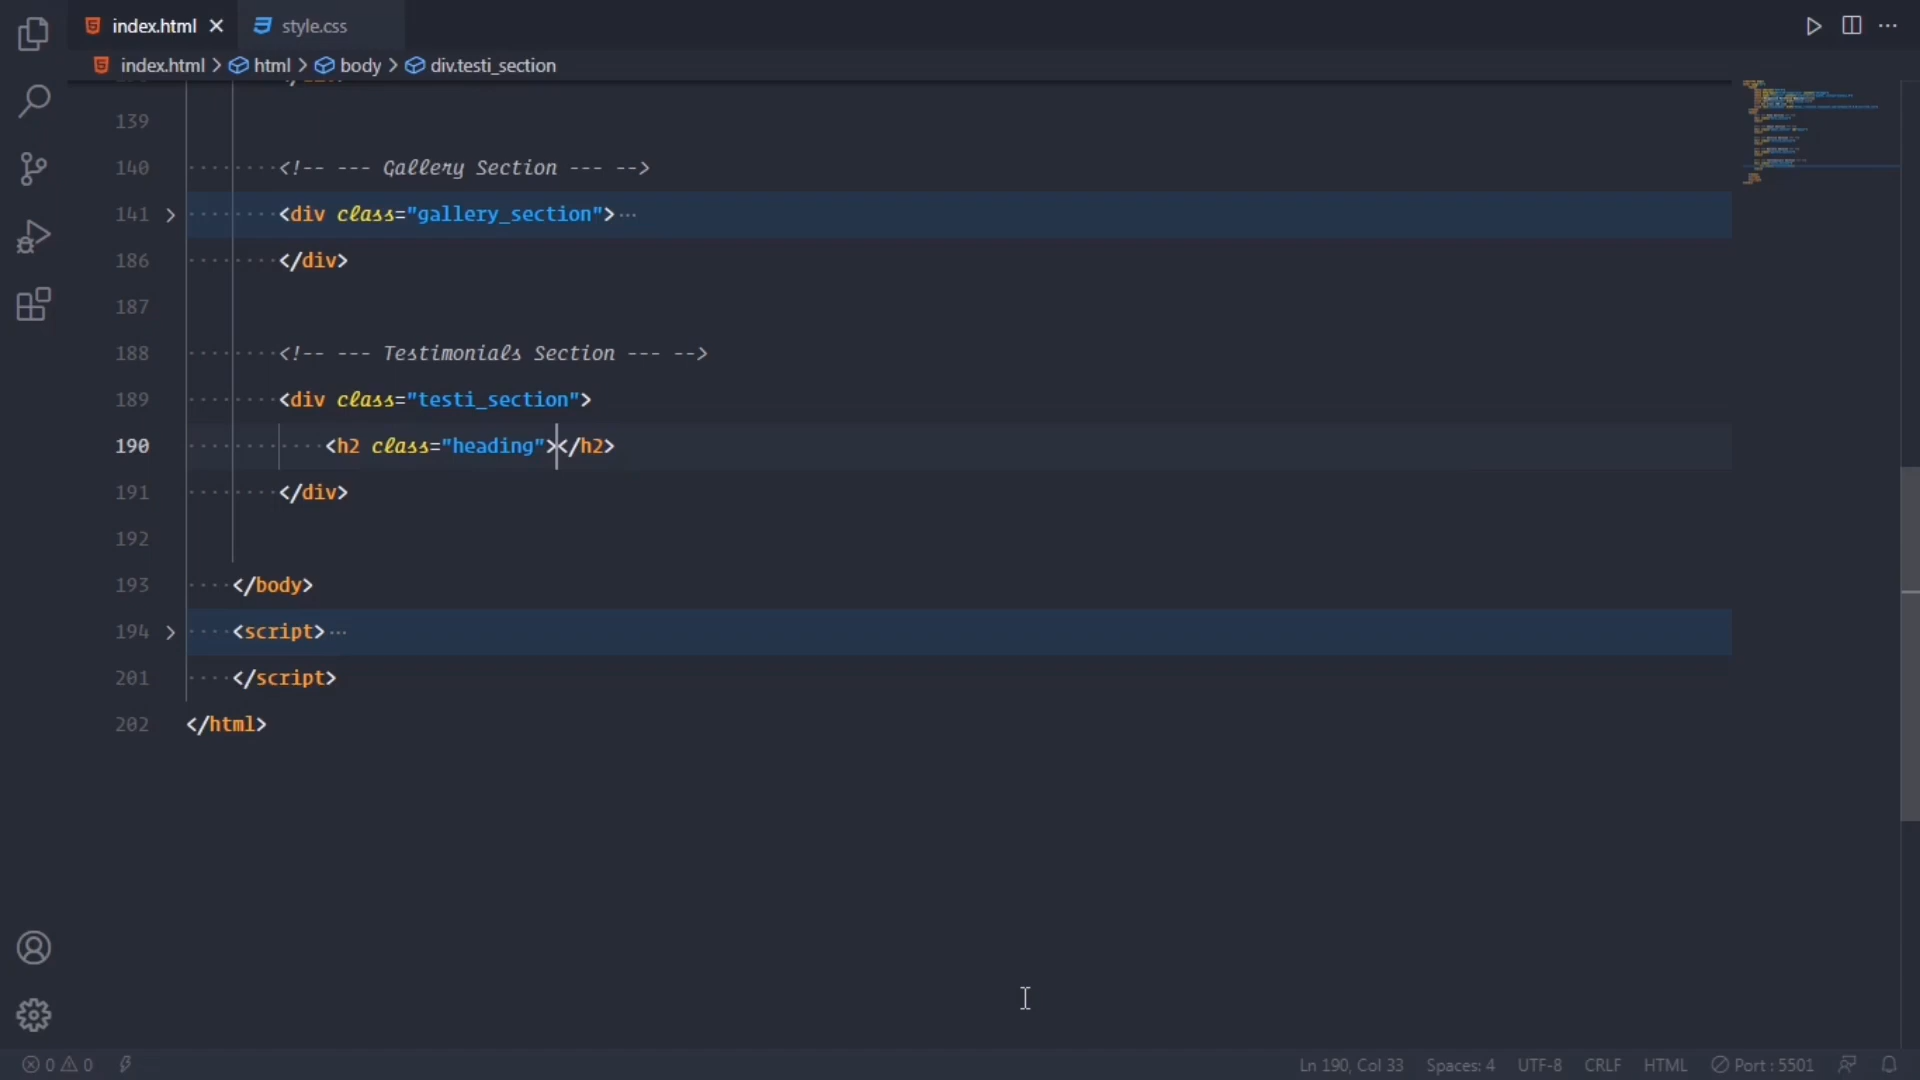 index.html style.css
index.html > html > body > div.testi_section
139
140 <!-- --- Gallery Section --- -->
141 <div class="gallery_section">
186 </div>
187
188 <!-- --- Testimonials Section --- -->
189 <div class="testi_section">
190 <h2 class="heading"></h2>
191 </div>
192
193 </body>
194 <script>
201 </script>
202 </html>
0 0 Ln 190, Col 33 Spaces: 4 UTF-8 CRLF HTML Port : 5501